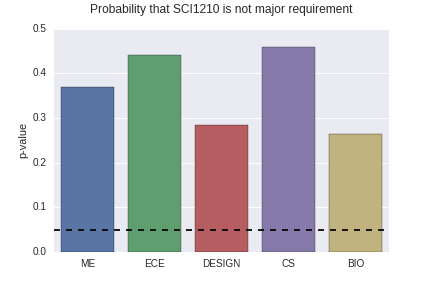 Probability that SCI1210 is not major requirement
0.5
0.4
0.3
0.2
0.1
0.0
p-value
ME ECE DESIGN CS BIO